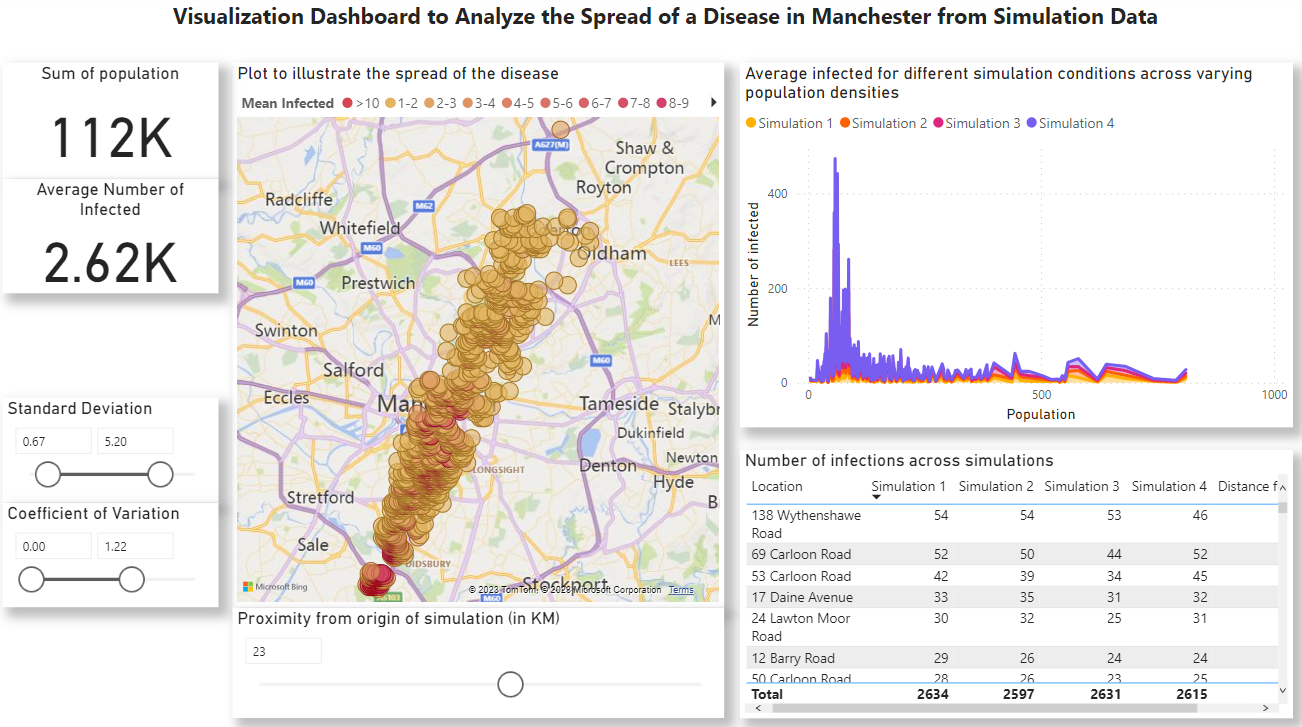 Visualization Dashboard to Analyze the Spread of a Disease in Manchester from Simulation Data
Sum of population
112K
Average Number of
Infected
2.62K
Standard Deviation
0.67
5.20
Coefficient of Variation
0.00
1.22
Plot to illustrate the spread of the disease
Mean Infected >10 1-2 2-3 3-4 4-5 5-6 6-7 7-8 8-9
A627(M)
Shaw &
Crompton
Royton
Radcliffe
M62
Whitefield
M60
Oldham
LEES
M60
Prestwich
M
Swinton
M60
Salford
Eccles
Man
Tameside
Stalybr
Dukinfield
Newton
LONGSIGHT
Denton
Hyde
Stretford
B
Sale
DIDSBURY
Stockport
Microsoft Bing
© 2023 TomTom, © 2023 Microsoft Corporation Terms
A5103
M60
Proximity from origin of simulation (in KM)
23
Average infected for different simulation conditions across varying
population densities
Simulation 1 Simulation 2 Simulation 3 Simulation 4
Number of infected
400
200
0
0 500 1000
Population
Number of infections across simulations
Location Simulation 1 Simulation 2 Simulation 3 Simulation 4 Distance f
138 Wythenshawe 54 54 53 46
Road
69 Carloon Road 52 50 44 52
53 Carloon Road 42 39 34 45
17 Daine Avenue 33 35 31 32
24 Lawton Moor 30 32 25 31
Road
12 Barry Road 29 26 24 24
50 Carloon Road 28 26 23 25
Total 2634 2597 2631 2615